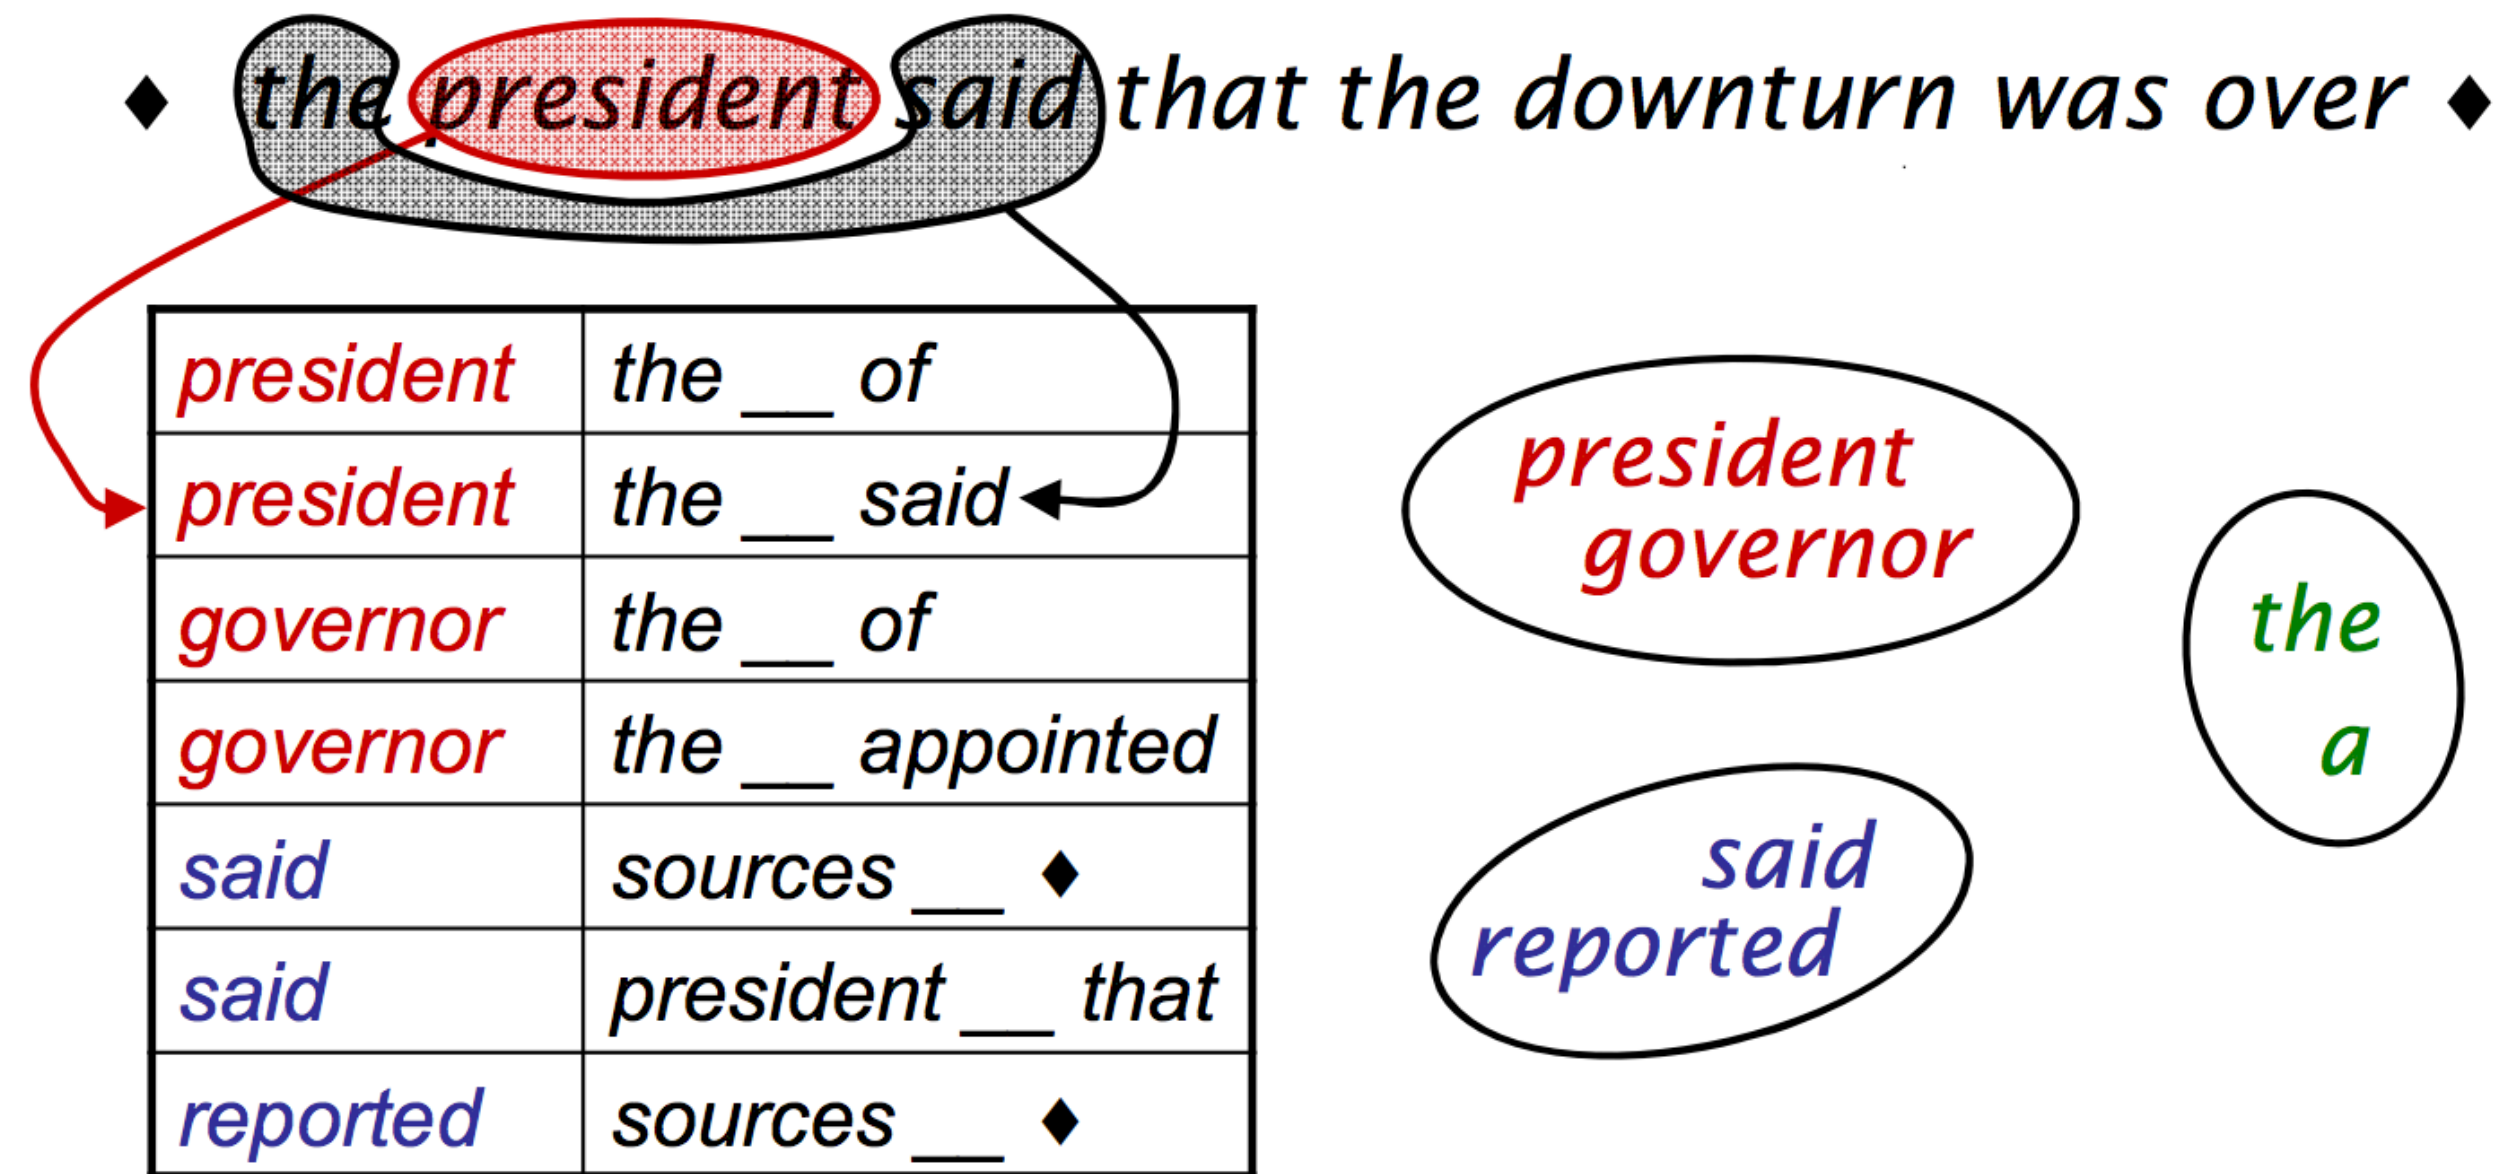 ♦ the president said that the downturn was over ♦
president the __ of
president the __ said
governor the __ of
governor the __ appointed
said sources __ ♦
said president __ that
reported sources __ ♦
president
governor
the
a
said
reported